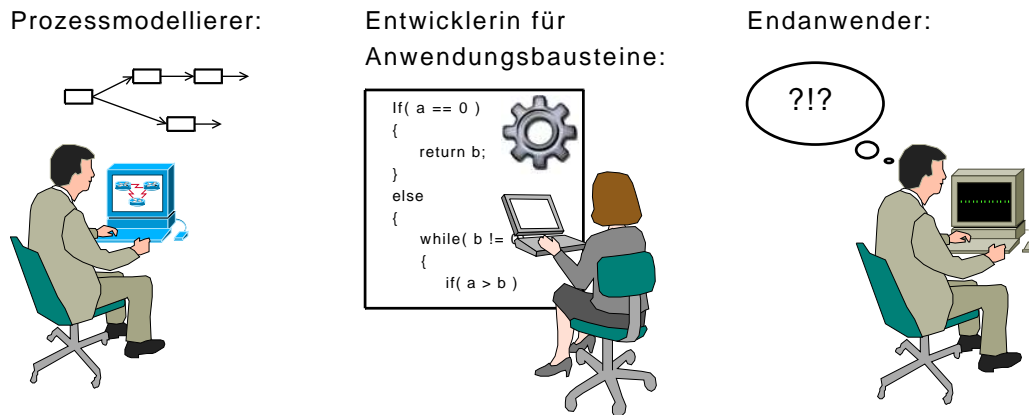 Prozessmodellierer:
Entwicklerin für
Anwendungsbausteine:
If( a == 0 )
{
return b;
}
else
{
while( b !=
{
if( a > b )
Endanwender:
?!?